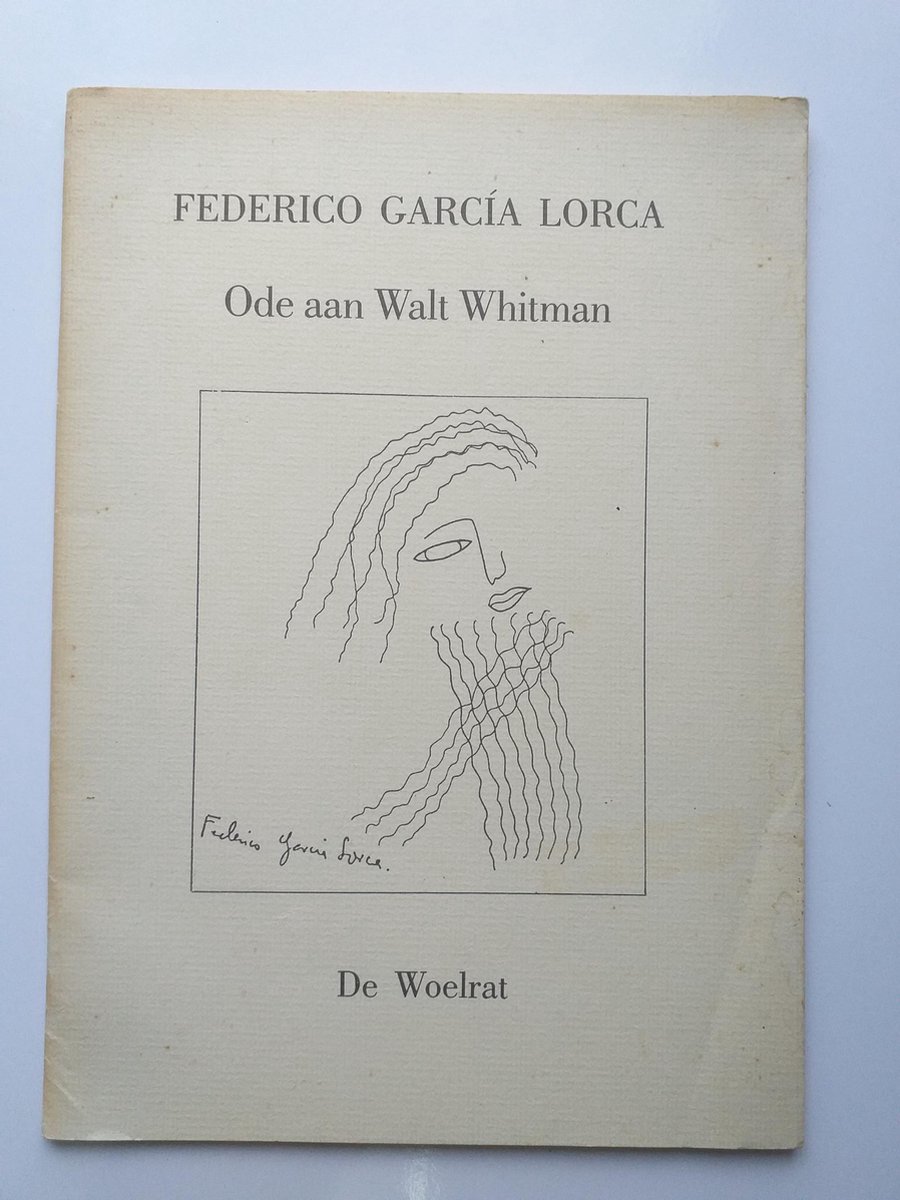 FEDERICO GARCÍA LORCA
Ode aan Walt Whitman
Federico García Lorca.
De Woelrat